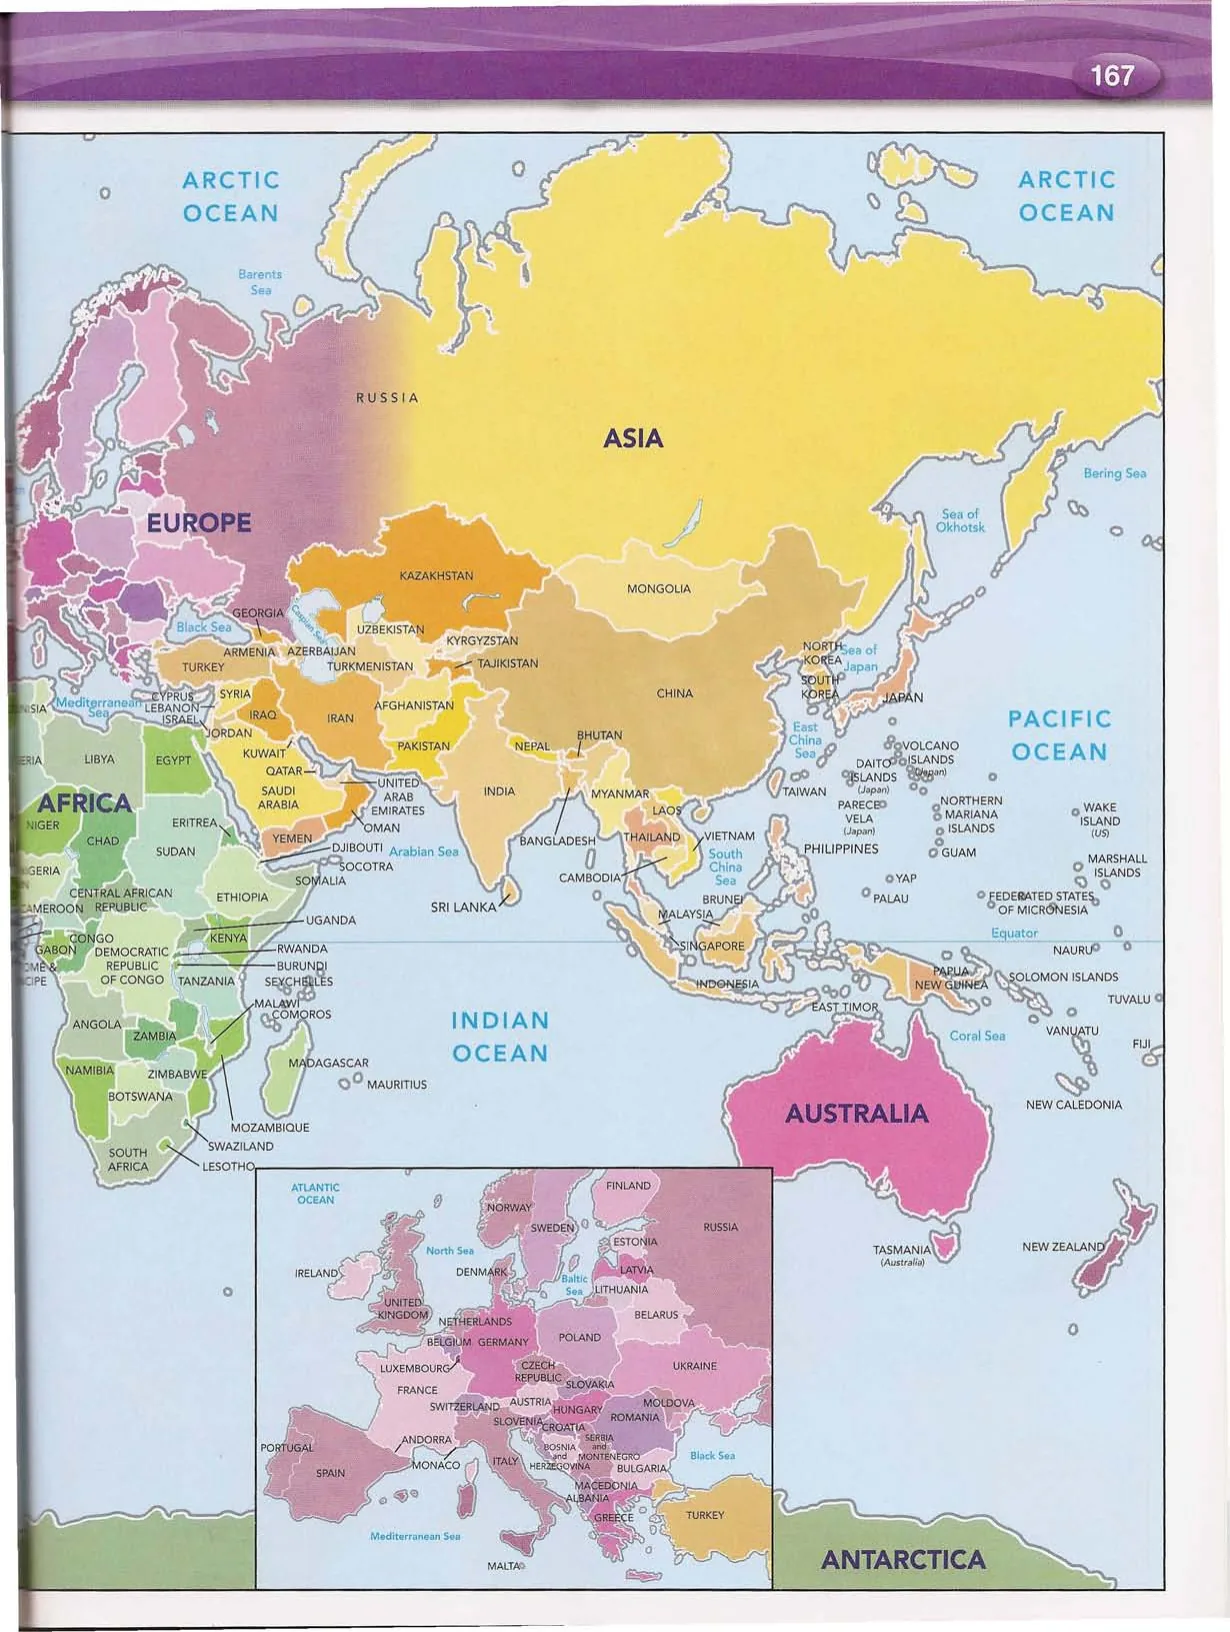 167
ARCTIC
OCEAN
ARCTIC
OCEAN
Barents
Sea
RUSSIA
ASIA
Bering Sea
Sea of
Okhotsk
EUROPE
KAZAKHSTAN
MONGOLIA
GEORGIA
Caspian Sea
Black Sea
UZBEKISTAN
KYRGYZSTAN
ARMENIA
AZERBAIJAN
TURKEY
TURKMENISTAN
TAJIKISTAN
NORTH
KOREA
Sea of
Japan
SOUTH
KOREA
JAPAN
CHINA
Mediterranean
Sea
CYPRUS
LEBANON
ISRAEL
SYRIA
IRAQ
IRAN
AFGHANISTAN
JORDAN
KUWAIT
PAKISTAN
NEPAL
BHUTAN
East
China
Sea
PACIFIC
OCEAN
LIBYA
EGYPT
QATAR
SAUDI
ARABIA
UNITED
ARAB
EMIRATES
OMAN
INDIA
MYANMAR
LAOS
TAIWAN
DAITO
ISLANDS
(Japan)
VOLCANO
ISLANDS
(Japan)
PARECE
VELA
(Japan)
NORTHERN
MARIANA
ISLANDS
WAKE
ISLAND
(US)
AFRICA
NIGER
CHAD
ERITREA
SUDAN
YEMEN
DJIBOUTI
SOCOTRA
Arabian Sea
BANGLADESH
THAILAND
VIETNAM
CAMBODIA
South
China
Sea
PHILIPPINES
GUAM
MARSHALL
ISLANDS
YAP
PALAU
FEDERATED STATES
OF MICRONESIA
GERIA
CENTRAL AFRICAN
REPUBLIC
CAMEROON
ETHIOPIA
SOMALIA
SRI LANKA
BRUNEI
MALAYSIA
SINGAPORE
Equator
NAURU
UGANDA
KENYA
CONGO
GABON
DEMOCRATIC
REPUBLIC
OF CONGO
RWANDA
BURUNDI
TANZANIA
SEYCHELLES
INDONESIA
EAST TIMOR
PAPUA
NEW GUINEA
SOLOMON ISLANDS
TUVALU
MALAWI
COMOROS
ANGOLA
ZAMBIA
INDIAN
OCEAN
Coral Sea
VANUATU
FIJI
NAMIBIA
ZIMBABWE
BOTSWANA
MADAGASCAR
MAURITIUS
AUSTRALIA
NEW CALEDONIA
MOZAMBIQUE
SWAZILAND
SOUTH
AFRICA
LESOTHO
TASMANIA
(Australia)
NEW ZEALAND
ATLANTIC
OCEAN
FINLAND
NORWAY
SWEDEN
RUSSIA
ESTONIA
North Sea
LATVIA
IRELAND
DENMARK
Baltic
Sea
LITHUANIA
UNITED
KINGDOM
BELARUS
NETHERLANDS
BELGIUM
GERMANY
POLAND
LUXEMBOURG
CZECH
REPUBLIC
UKRAINE
SLOVAKIA
FRANCE
SWITZERLAND
AUSTRIA
HUNGARY
MOLDOVA
ROMANIA
SLOVENIA
CROATIA
PORTUGAL
SPAIN
ANDORRA
MONACO
ITALY
BOSNIA
and
HERZEGOVINA
SERBIA
and
MONTENEGRO
BULGARIA
Black Sea
MACEDONIA
ALBANIA
GREECE
TURKEY
Mediterranean Sea
MALTA
ANTARCTICA